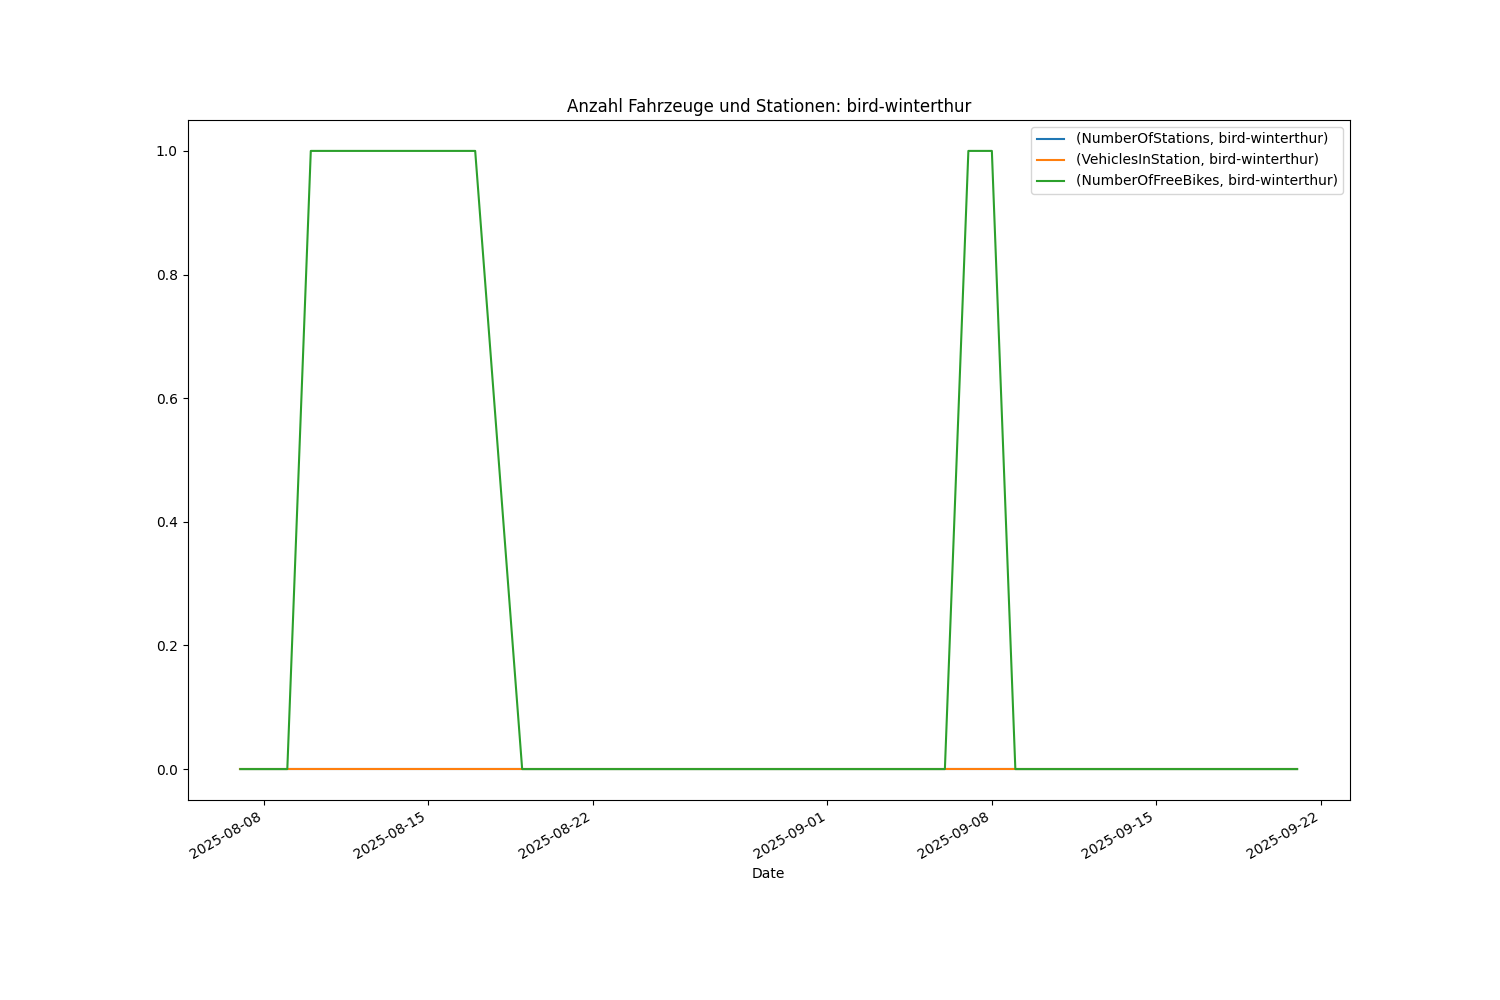 Anzahl Fahrzeuge und Stationen: bird-winterthur
(NumberOfStations, bird-winterthur)
(VehiclesInStation, bird-winterthur)
(NumberOfFreeBikes, bird-winterthur)
1.0
0.8
0.6
0.4
0.2
0.0
2025-08-08
2025-08-15
2025-08-22
2025-09-01
2025-09-08
2025-09-15
2025-09-22
Date